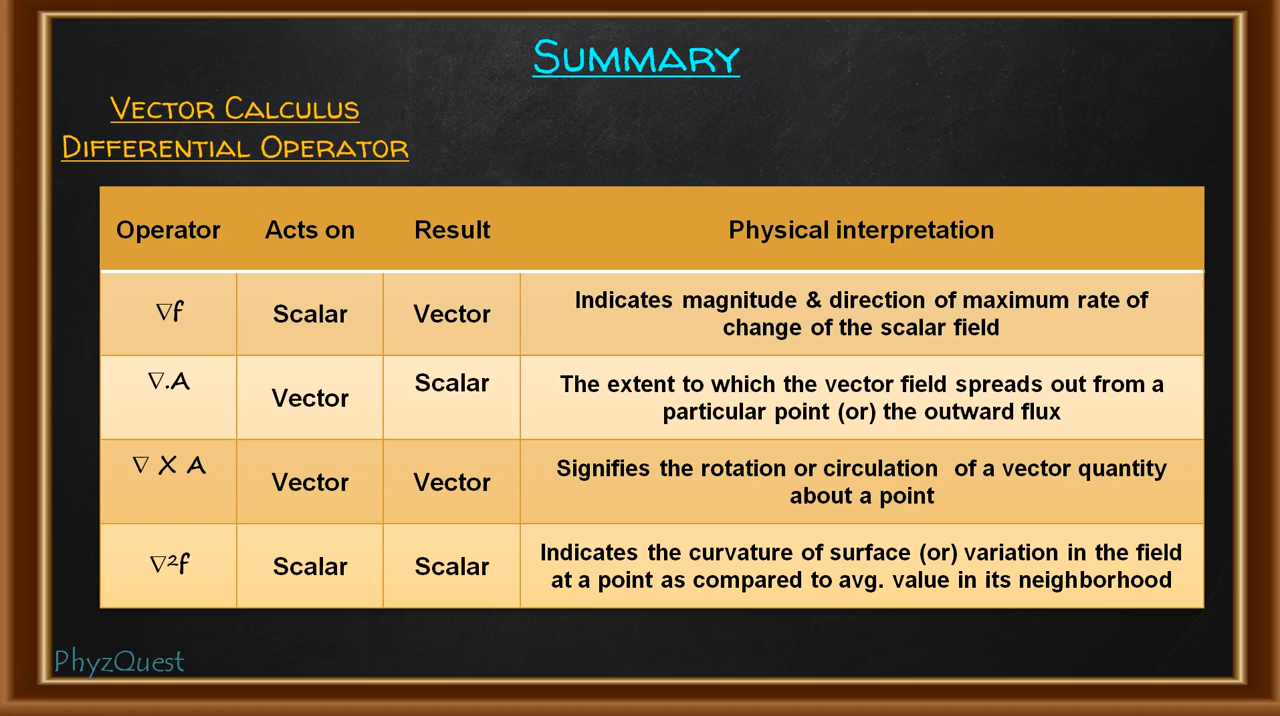 SUMMARY
VECTOR CALCULUS
DIFFERENTIAL OPERATOR
Operator Acts on Result Physical interpretation
∇f Scalar Vector Indicates magnitude & direction of maximum rate of
change of the scalar field
∇.A Vector Scalar The extent to which the vector field spreads out from a
particular point (or) the outward flux
∇ X A Vector Vector Signifies the rotation or circulation of a vector quantity
about a point
∇²f Scalar Scalar Indicates the curvature of surface (or) variation in the field
at a point as compared to avg. value in its neighborhood
PhyzQuest